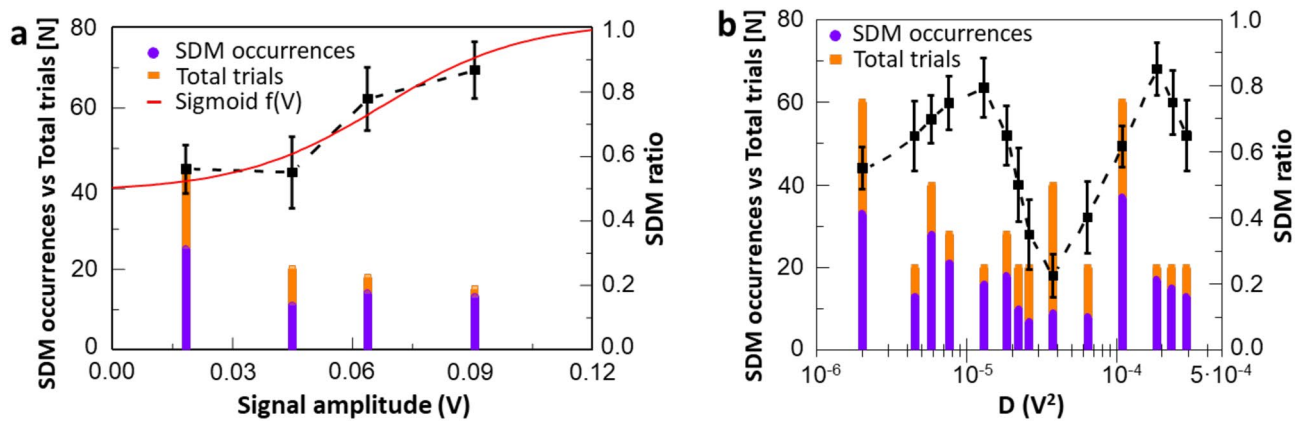 a
SDM occurrences vs Total trials [N]
80
60
40
20
0
SDM occurrences
Total trials
Sigmoid f(V)
1.0
0.8
0.6
0.4
0.2
0.0
SDM ratio
0.00 0.03 0.06 0.09 0.12
Signal amplitude (V)
b
SDM occurrences vs Total trials [N]
80
60
40
20
0
SDM occurrences
Total trials
1.0
0.8
0.6
0.4
0.2
0.0
SDM ratio
10⁻⁶ 10⁻⁵ 10⁻⁴ 5·10⁻⁴
D (V²)